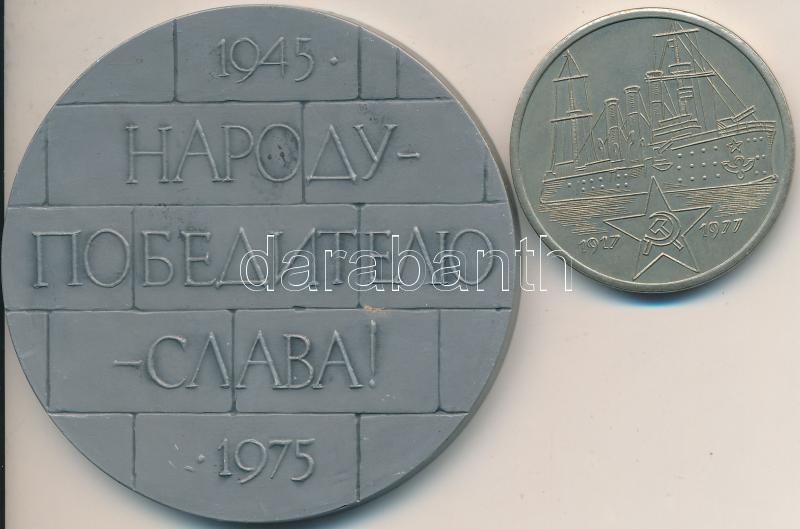 1945 ·
НАРОДУ-
ПОБЕДИТЕЛЮ
-СЛАВА!
· 1975
1917 1977
darabanth